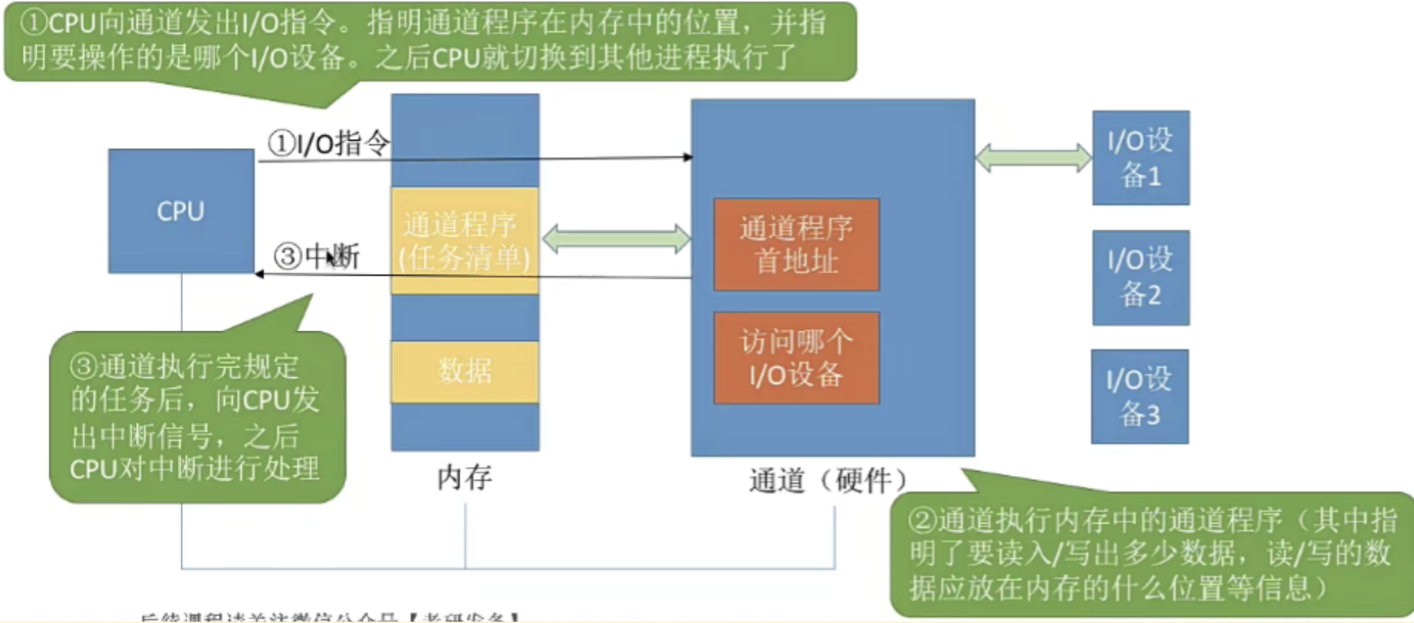 ①CPU向通道发出I/O指令。指明通道程序在内存中的位置，并指
明要操作的是哪个I/O设备。之后CPU就切换到其他进程执行了
①I/O指令
CPU
通道程序
(任务清单)
③中断
数据
内存
通道程序
首地址
访问哪个
I/O设备
通道（硬件）
I/O设
备1
I/O设
备2
I/O设
备3
③通道执行完规定
的任务后，向CPU发
出中断信号，之后
CPU对中断进行处理
②通道执行内存中的通道程序（其中指
明了要读入/写出多少数据，读/写的数
据应放在内存的什么位置等信息）